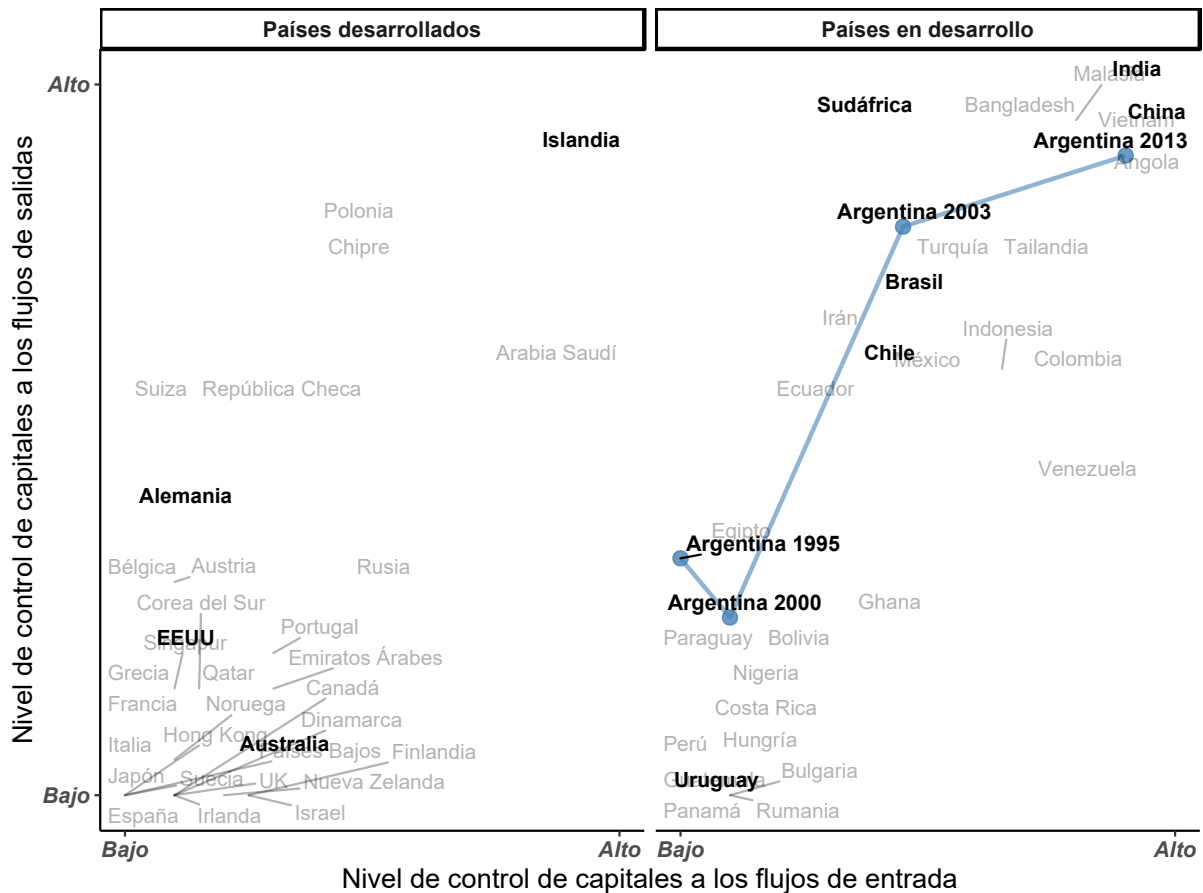 Países desarrollados
Países en desarrollo
Nivel de control de capitales a los flujos de salidas
Alto
Bajo
Islandia
Polonia
Chipre
Arabia Saudí
Suiza
República Checa
Alemania
Bélgica
Austria
Rusia
Corea del Sur
EEUU
Singapur
Portugal
Grecia
Qatar
Emiratos Árabes
Francia
Noruega
Canadá
Dinamarca
Italia
Hong Kong
Australia
Países Bajos
Finlandia
Japón
Suecia
UK
Nueva Zelanda
España
Irlanda
Israel
India
Malasia
Sudáfrica
Bangladesh
China
Vietnam
Argentina 2013
Angola
Argentina 2003
Turquía
Tailandia
Brasil
Irán
Indonesia
Chile
México
Colombia
Ecuador
Venezuela
Egipto
Argentina 1995
Argentina 2000
Ghana
Paraguay
Bolivia
Nigeria
Costa Rica
Perú
Hungría
Uruguay
Guatemala
Bulgaria
Panamá
Rumania
Bajo
Alto
Bajo
Alto
Nivel de control de capitales a los flujos de entrada